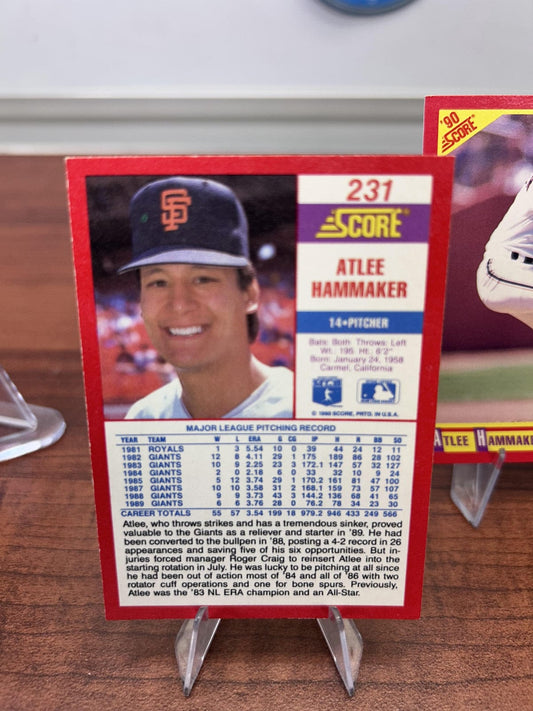 231
SCORE
ATLEE
HAMMAKER
14•PITCHER
Bats: Both Throws: Left
Wt. 195 Ht: 6'2"
Born: January 24, 1958
Carmel, California
© 1990 SCORE, PRTD. IN U.S.A.
SF
MAJOR LEAGUE PITCHING RECORD
YEAR TEAM W L ERA G CG IP H R BB SO
1981 ROYALS 1 3 5.54 10 0 39 44 24 12 11
1982 GIANTS 12 8 4.11 29 4 175 189 86 28 102
1983 GIANTS 10 9 2.25 23 3 172.1 147 57 32 127
1984 GIANTS 2 0 2.18 6 0 33 32 10 9 24
1985 GIANTS 5 12 3.74 29 1 170.2 161 81 47 100
1987 GIANTS 10 10 3.58 31 2 168.1 159 73 57 107
1988 GIANTS 9 9 3.73 43 3 144.2 136 68 41 65
1989 GIANTS 6 6 3.76 28 0 76.2 78 34 23 30
CAREER TOTALS 55 57 3.54 199 18 979.2 946 433 249 566
Atlee, who throws strikes and has a tremendous sinker, proved
valuable to the Giants as a reliever and starter in '89. He had
been converted to the bullpen in '88, posting a 4-2 record in 26
appearances and saving five of his six opportunities. But in-
juries forced manager Roger Craig to reinsert Atlee into the
starting rotation in July. He was lucky to be pitching at all since
he had been out of action most of '84 and all of '86 with two
rotator cuff operations and one for bone spurs. Previously,
Atlee was the '83 NL ERA champion and an All-Star.
'90
SCORE
ATLEE HAMMAKER